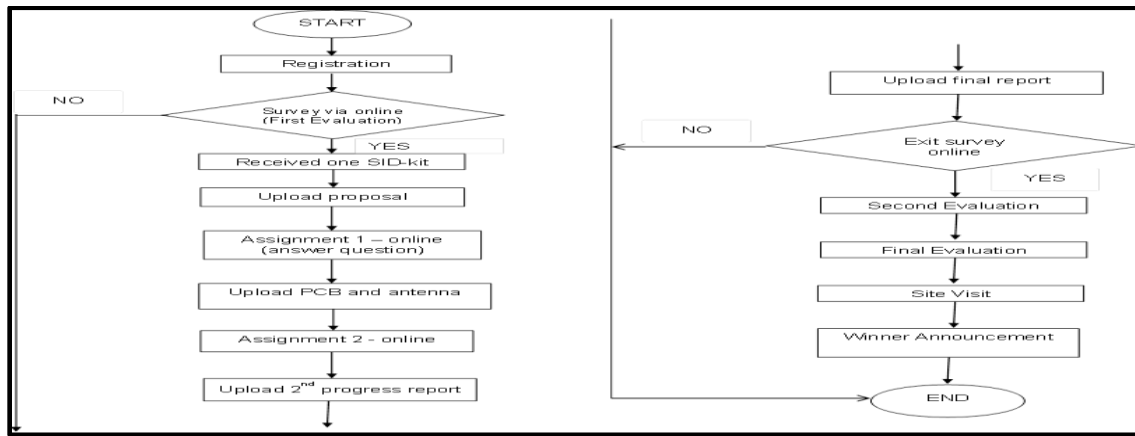 START
Registration
NO
Survey via online
(First Evaluation)
YES
Received one SID-kit
Upload proposal
Assignment 1 – online
(answer question)
Upload PCB and antenna
Assignment 2 - online
Upload 2nd progress report
Upload final report
NO
Exit survey
online
YES
Second Evaluation
Final Evaluation
Site Visit
Winner Announcement
END